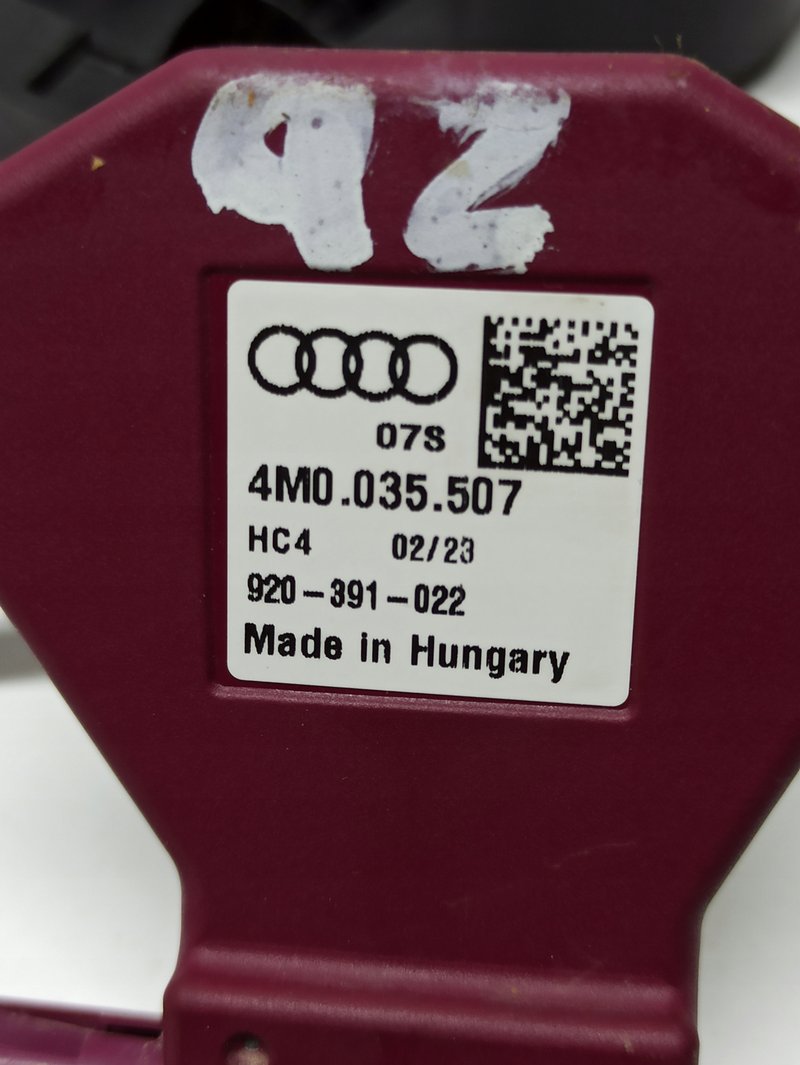 92
07S
4M0.035.507
HC4 02/23
920-391-022
Made in Hungary